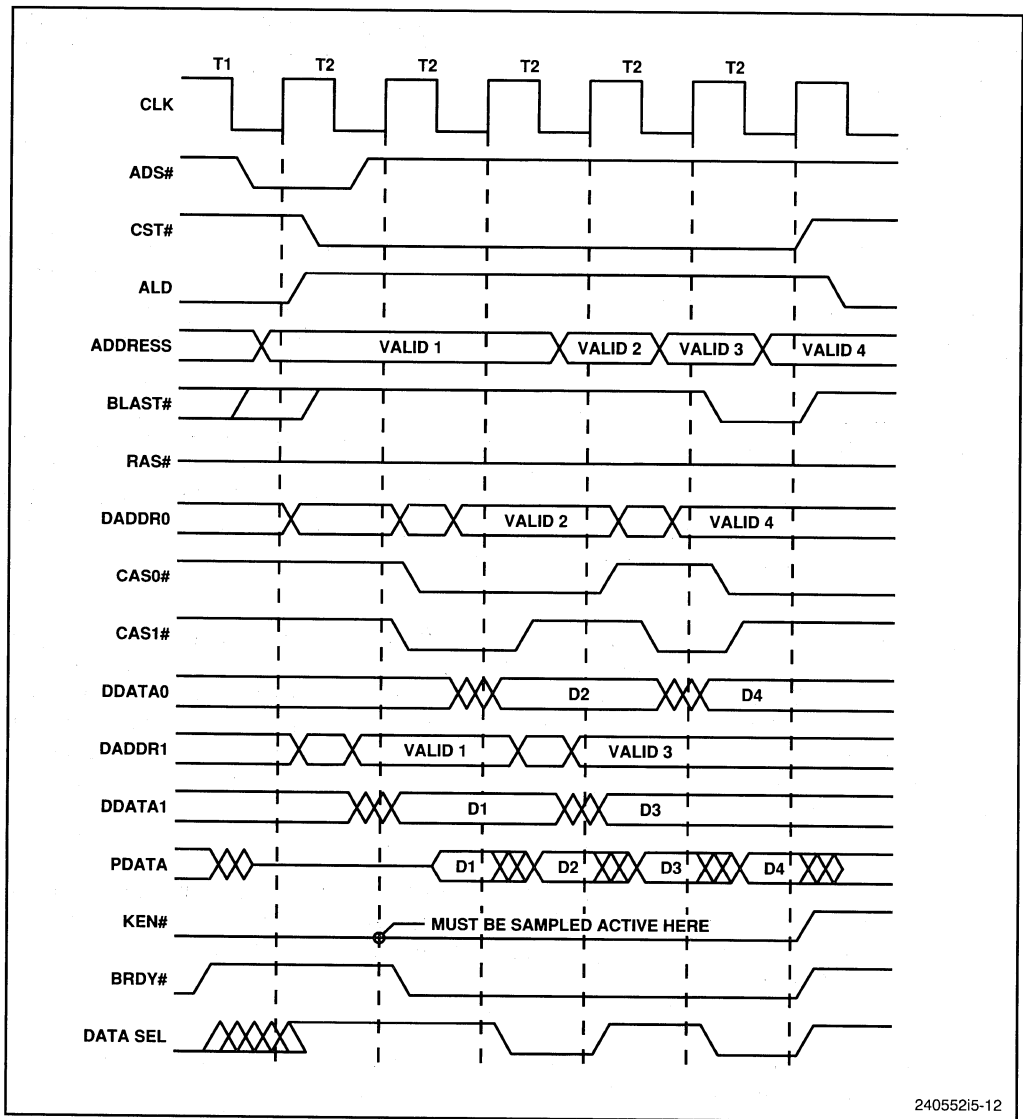 T1 T2 T2 T2 T2 T2
CLK
ADS#
CST#
ALD
ADDRESS VALID 1 VALID 2 VALID 3 VALID 4
BLAST#
RAS#
DADDR0 VALID 2 VALID 4
CAS0#
CAS1#
DDATA0 D2 D4
DADDR1 VALID 1 VALID 3
DDATA1 D1 D3
PDATA D1 D2 D3 D4
KEN# MUST BE SAMPLED ACTIVE HERE
BRDY#
DATA SEL
240552i5-12